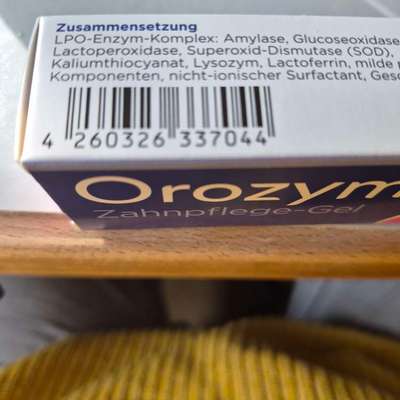 Zusammensetzung
LPO-Enzym-Komplex: Amylase, Glucoseoxidase
Lactoperoxidase, Superoxid-Dismutase (SOD),
Kaliumthiocyanat, Lysozym, Lactoferrin, milde
Komponenten, nicht-ionischer Surfactant,
4 260326 337044
Orozym
Zahnpflege-Gel